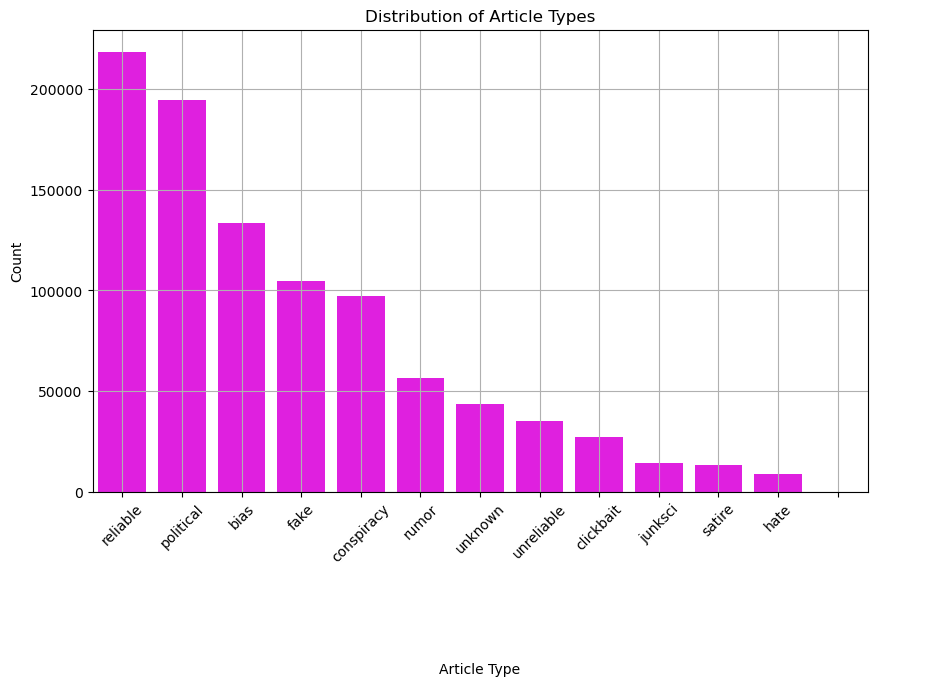 Distribution of Article Types
Count
200000
150000
100000
50000
0
reliable
political
bias
fake
conspiracy
rumor
unknown
unreliable
clickbait
junksci
satire
hate
Article Type